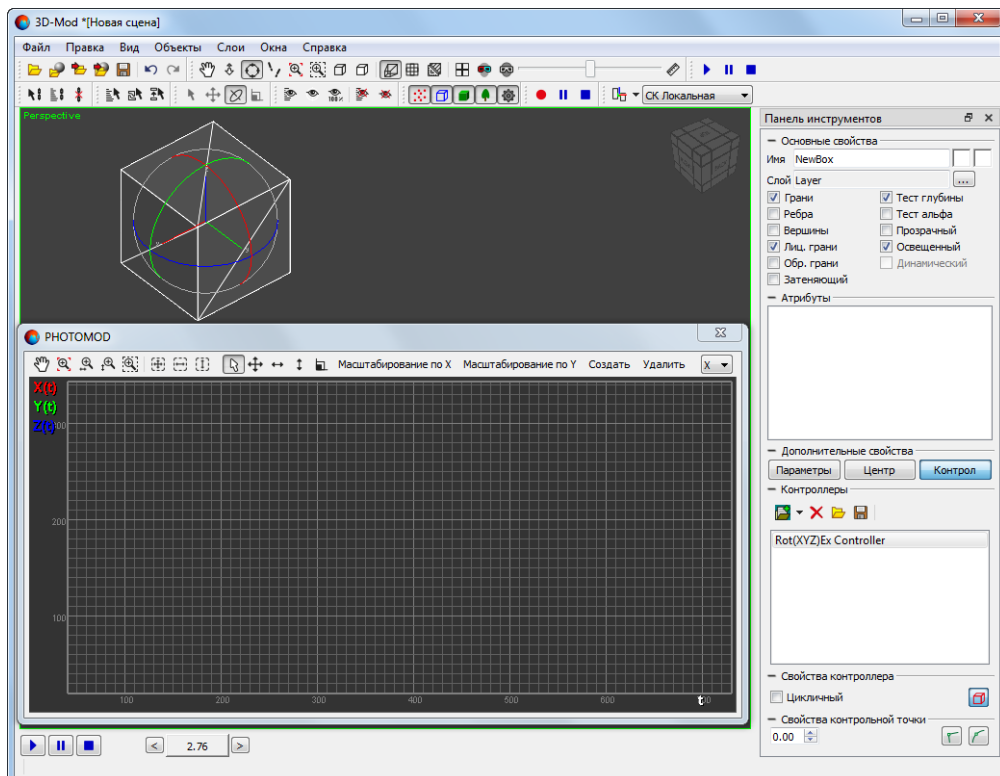 3D-Mod *[Новая сцена]
Файл Правка Вид Объекты Слои Окна Справка
100%
СК Локальная
Perspective
Панель инструментов
Основные свойства
Имя NewBox
Слой Layer ...
Грани Тест глубины
Ребра Тест альфа
Вершины Прозрачный
Лиц. грани Освещенный
Обр. грани Динамический
Затеняющий
Атрибуты
PHOTOMOD
Масштабирование по X Масштабирование по Y Создать Удалить X
X(t)
Y(t)
Z(t)
200
100
100 200 300 400 500 600 t
Дополнительные свойства
Параметры Центр Контрол
Контроллеры
Rot(XYZ)Ex Controller
Свойства контроллера
Цикличный
Свойства контрольной точки
0.00
< 2.76 >